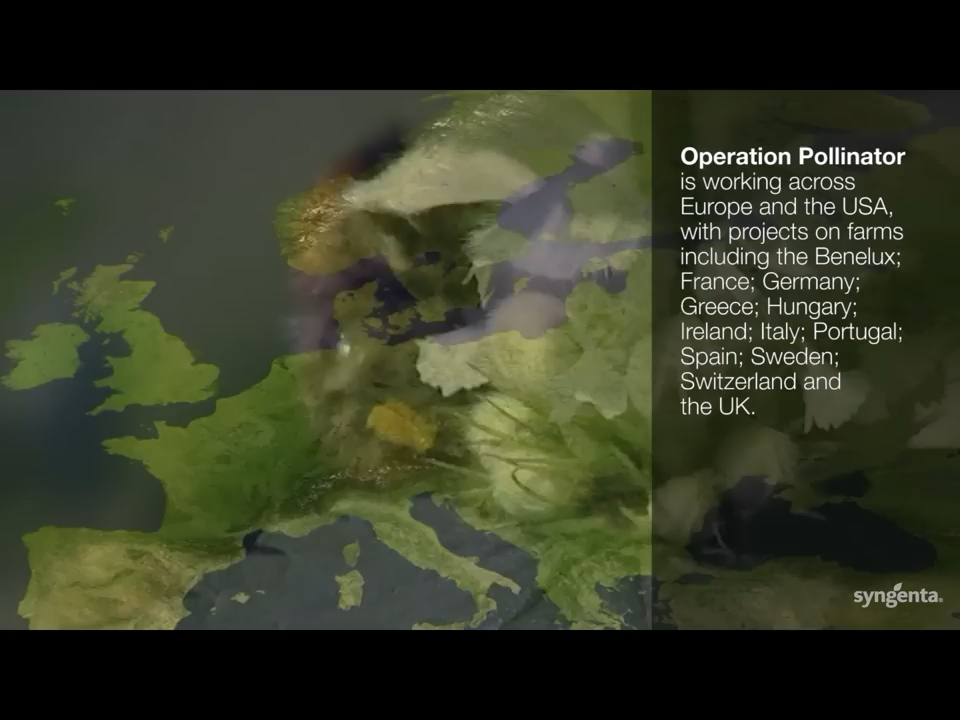 Operation Pollinator
is working across
Europe and the USA,
with projects on farms
including the Benelux;
France; Germany;
Greece; Hungary;
Ireland; Italy; Portugal;
Spain; Sweden;
Switzerland and
the UK.
syngenta®